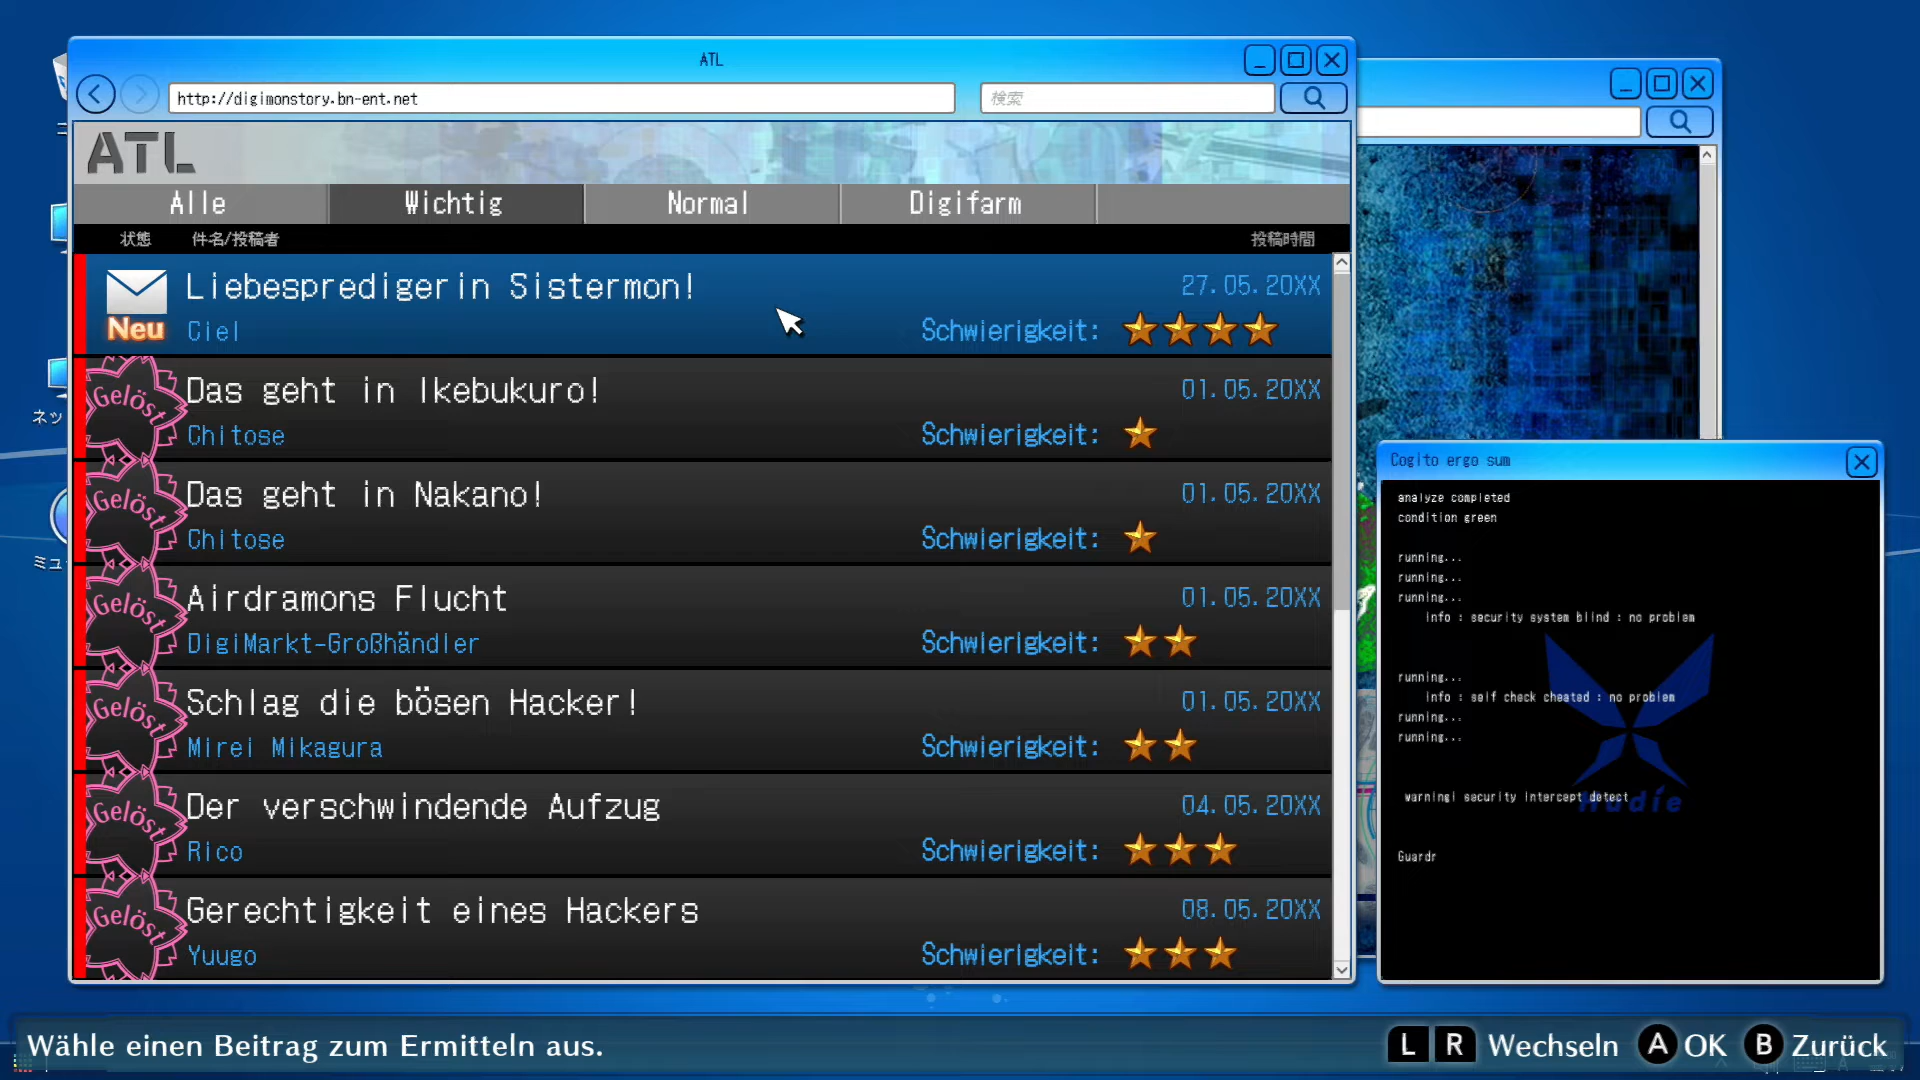 ATL
http://digimonstory.bn-ent.net
検索
ATL
Alle Wichtig Normal Digifarm
状態 件名/投稿者 投稿時間
Liebespredigerin Sistermon! 27.05.20XX
Neu Ciel Schwierigkeit:
Gelöst Das geht in Ikebukuro! 01.05.20XX
Chitose Schwierigkeit:
Gelöst Das geht in Nakano! 01.05.20XX
Chitose Schwierigkeit:
Gelöst Airdramons Flucht 01.05.20XX
DigiMarkt-Großhändler Schwierigkeit:
Gelöst Schlag die bösen Hacker! 01.05.20XX
Mirei Mikagura Schwierigkeit:
Gelöst Der verschwindende Aufzug 04.05.20XX
Rico Schwierigkeit:
Gelöst Gerechtigkeit eines Hackers 08.05.20XX
Yuugo Schwierigkeit:
ネッ
ミュ
Cogito ergo sum
analyze completed
condition green
running...
running...
running...
info : security system blind : no problem
running...
info : self check cheated : no problem
running...
running...
warning! security intercept detect
Hudie
Guardr
Wähle einen Beitrag zum Ermitteln aus.
L R Wechseln A OK B Zurück